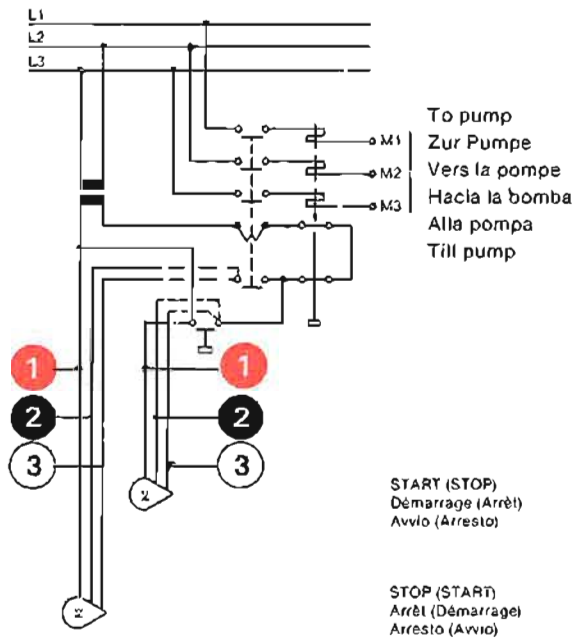 L1
L2
L3
M1
M2
M3
To pump
Zur Pumpe
Vers la pompe
Hacia la bomba
Alla pompa
Till pump
1
2
3
1
2
3
2
2
START (STOP)
Démarrage (Arrêt)
Avvio (Arresto)
STOP (START)
Arrêt (Démarrage)
Arresto (Avvio)